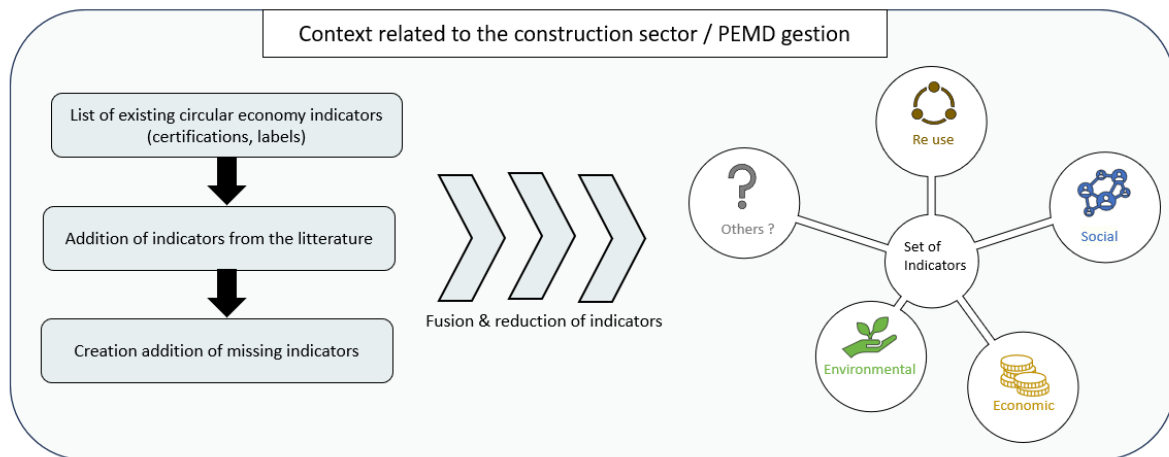 Context related to the construction sector / PEMD gestion
List of existing circular economy indicators
(certifications, labels)
Addition of indicators from the litterature
Creation addition of missing indicators
Fusion & reduction of indicators
Re use
Others ?
Social
Set of
Indicators
Environmental
Economic